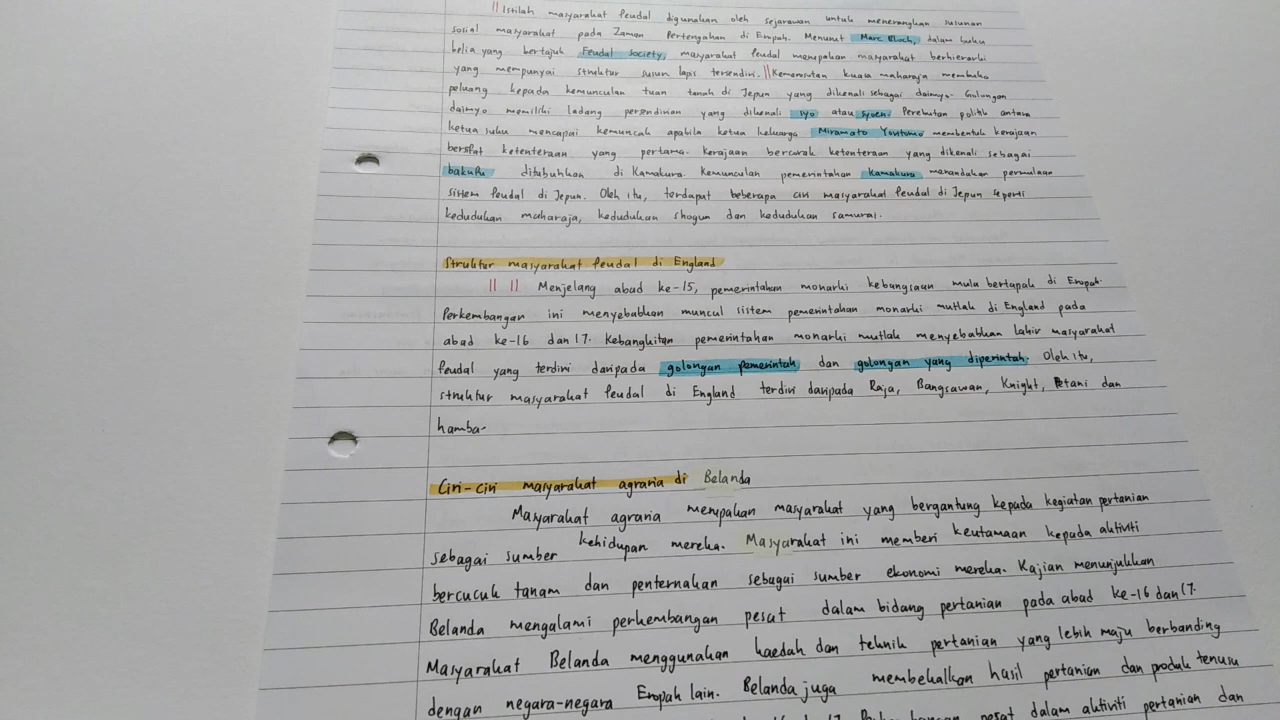 || Istilah masyarakat feudal digunakan oleh sejarawan untuk menerangkan susunan
sosial masyarakat pada Zaman Pertengahan di Eropah. Menurut Marc Bloch, dalam buku
belia yang bertajuk Feudal Society, masyarakat feudal merupakan masyarakat berhierarki
yang mempunyai struktur susun lapis tersendiri. || Kemerosotan kuasa maharaja membuka
peluang kepada kemunculan tuan tanah di Jepun yang dikenali sebagai daimyo. Golongan
daimyo memiliki ladang persendirian yang dikenali syo atau syoen. Perebutan politik antara
ketua suku mencapai kemuncak apabila ketua keluarga Minamato Yoritomo membentuk kerajaan
bersifat ketenteraan yang pertama. kerajaan bercorak ketenteraan yang dikenali sebagai
bakufu ditubuhkan di Kamakura. Kemunculan pemerintahan Kamakura menandakan permulaan
sistem feudal di Jepun. Oleh itu, terdapat beberapa ciri masyarakat feudal di Jepun seperti
kedudukan maharaja, kedudukan shogun dan kedudukan samurai.
Struktur masyarakat feudal di England
|| || Menjelang abad ke-15, pemerintahan monarki kebangsaan mula bertapak di Eropah.
Perkembangan ini menyebabkan muncul sistem pemerintahan monarki mutlak di England pada
abad ke-16 dan 17. Kebangkitan pemerintahan monarki mutlak menyebabkan lahir masyarakat
feudal yang terdiri daripada golongan pemerintah dan golongan yang diperintah. Oleh itu,
struktur masyarakat feudal di England terdiri daripada Raja, Bangsawan, Knight, Petani dan
hamba.
Ciri-ciri masyarakat agraria di Belanda
Masyarakat agraria merupakan masyarakat yang bergantung kepada kegiatan pertanian
sebagai sumber kehidupan mereka. Masyarakat ini memberi keutamaan kepada aktiviti
bercucuk tanam dan penternakan sebagai sumber ekonomi mereka. Kajian menunjukkan
Belanda mengalami perkembangan pesat dalam bidang pertanian pada abad ke-16 dan 17.
Masyarakat Belanda menggunakan kaedah dan teknik pertanian yang lebih maju berbanding
dengan negara-negara Eropah lain. Belanda juga membekalkan hasil pertanian dan produk tenusu
pesat dalam aktiviti pertanian dan